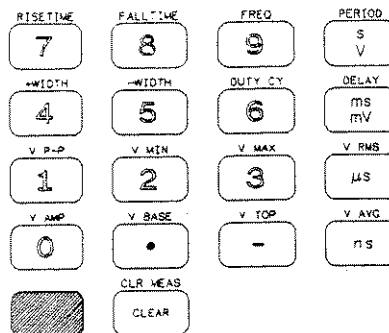 RISETIME FALLTIME FREQ PERIOD
7 8 9 s
V
+WIDTH -WIDTH DUTY CY DELAY
4 5 6 ms
mV
V P-P V MIN V MAX V RMS
1 2 3 µs
V AMP V BASE V TOP V AVG
0 • - ns
CLR MEAS
CLEAR